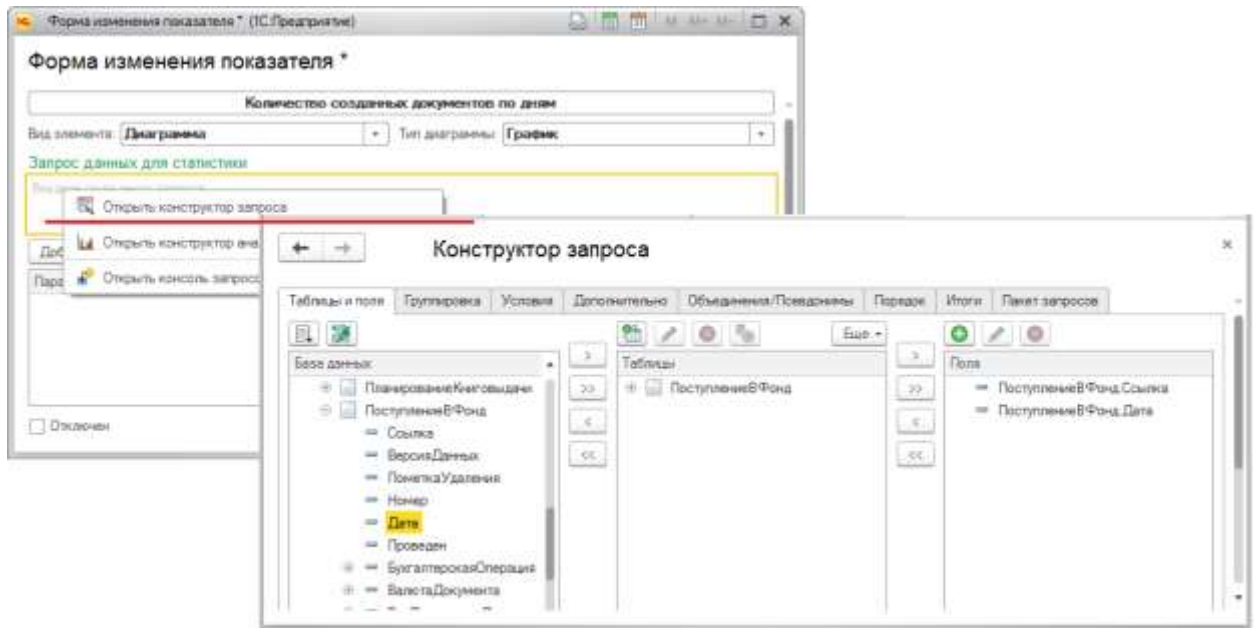 Форма изменения показателя * (1С:Предприятие)
M M+ M-
Форма изменения показателя *
Количество созданных документов по дням
Вид элемента: Диаграмма Тип диаграммы: График
Запрос данных для статистики
Открыть конструктор запроса
Открыть конструктор
Открыть консоль запросо
Доб
Пара
Отключен
Конструктор запроса
Таблицы и поля Группировка Условия Дополнительно Объединения/Псевдонимы Порядок Итоги Пакет запросов
Еще
База данных Таблицы Поля
> >> < <<
> >> < <<
ПланированиеКниговыдачи ПоступлениеВФонд ПоступлениеВФонд.Ссылка
ПоступлениеВФонд ПоступлениеВФонд.Дата
Ссылка
ВерсияДанных
ПометкаУдаления
Номер
Дата
Проведен
БухгалтерскаяОперация
ВалютаДокумента